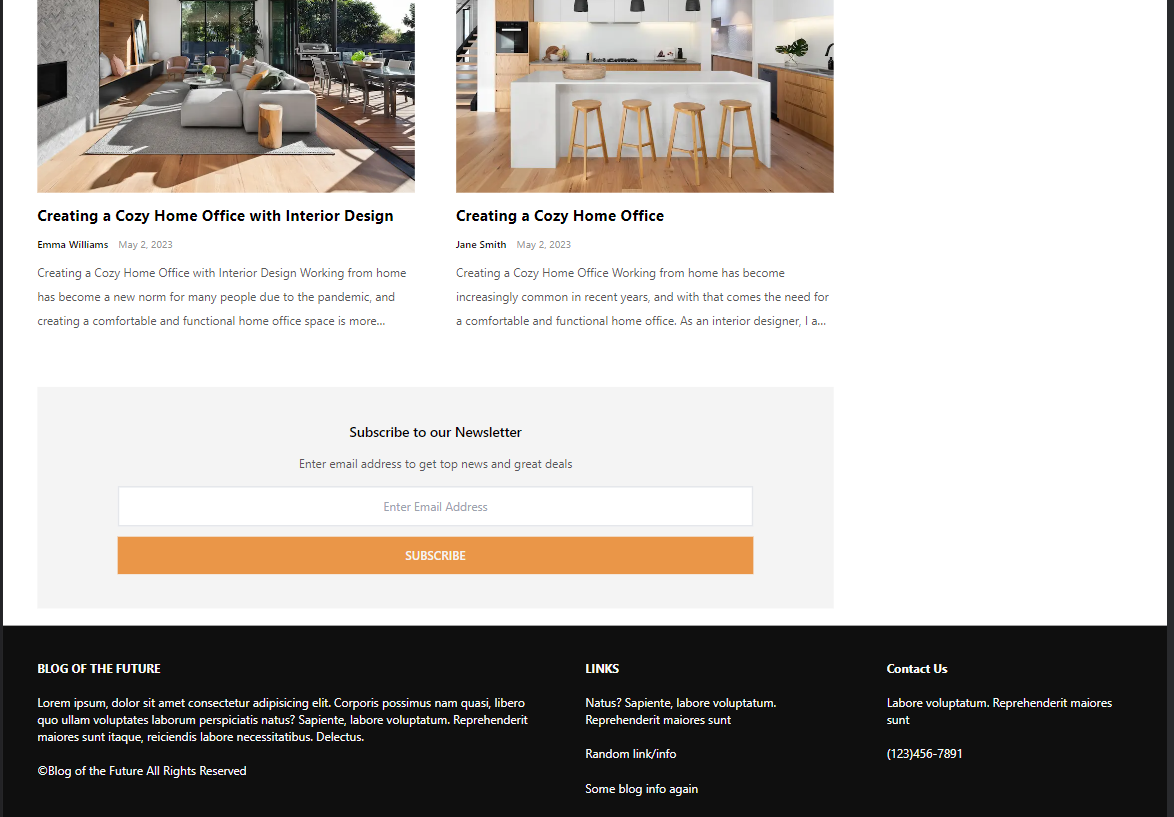 Creating a Cozy Home Office with Interior Design
Emma Williams May 2, 2023
Creating a Cozy Home Office with Interior Design Working from home
has become a new norm for many people due to the pandemic, and
creating a comfortable and functional home office space is more...
Creating a Cozy Home Office
Jane Smith May 2, 2023
Creating a Cozy Home Office Working from home has become
increasingly common in recent years, and with that comes the need for
a comfortable and functional home office. As an interior designer, I a...
Subscribe to our Newsletter
Enter email address to get top news and great deals
Enter Email Address
SUBSCRIBE
BLOG OF THE FUTURE
Lorem ipsum, dolor sit amet consectetur adipisicing elit. Corporis possimus nam quasi, libero
quo ullam voluptates laborum perspiciatis natus? Sapiente, labore voluptatum. Reprehenderit
maiores sunt itaque, reiciendis labore necessitatibus. Delectus.
©Blog of the Future All Rights Reserved
LINKS
Natus? Sapiente, labore voluptatum.
Reprehenderit maiores sunt
Random link/info
Some blog info again
Contact Us
Labore voluptatum. Reprehenderit maiores
sunt
(123)456-7891